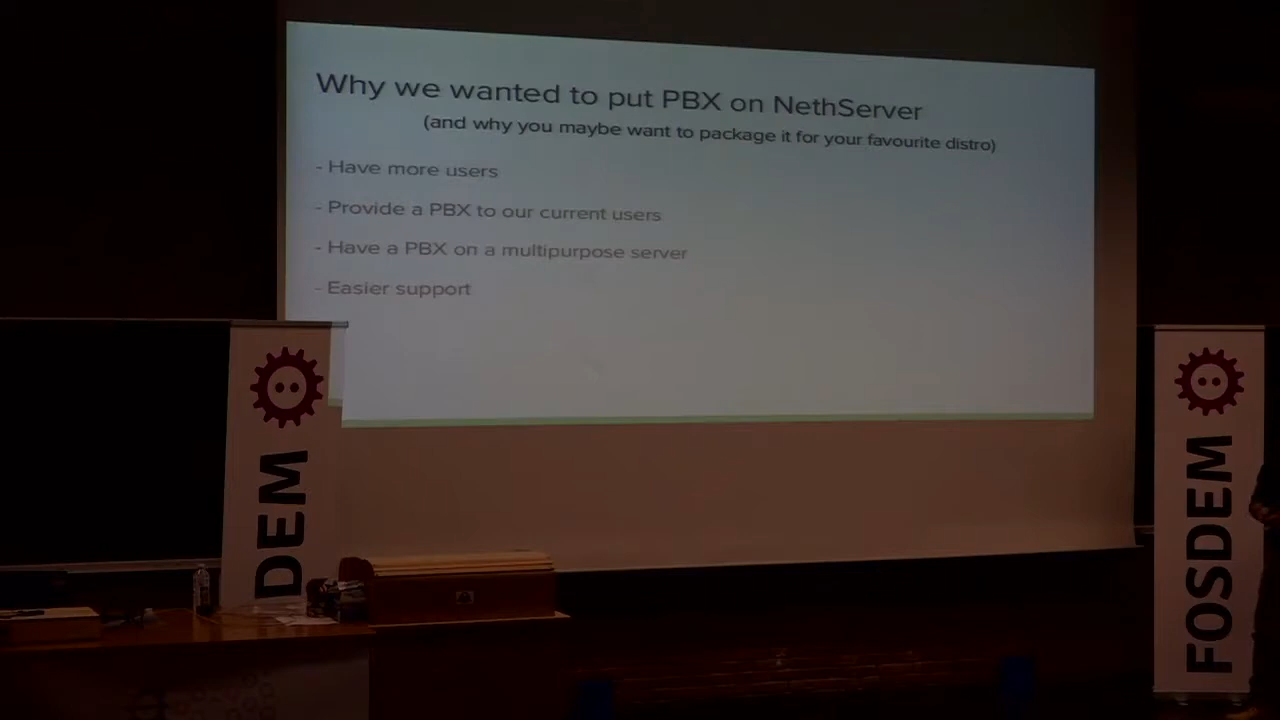 Why we wanted to put PBX on NethServer
(and why you maybe want to package it for your favourite distro)
- Have more users
- Provide a PBX to our current users
- Have a PBX on a multipurpose server
- Easier support
DEM
FOSDEM